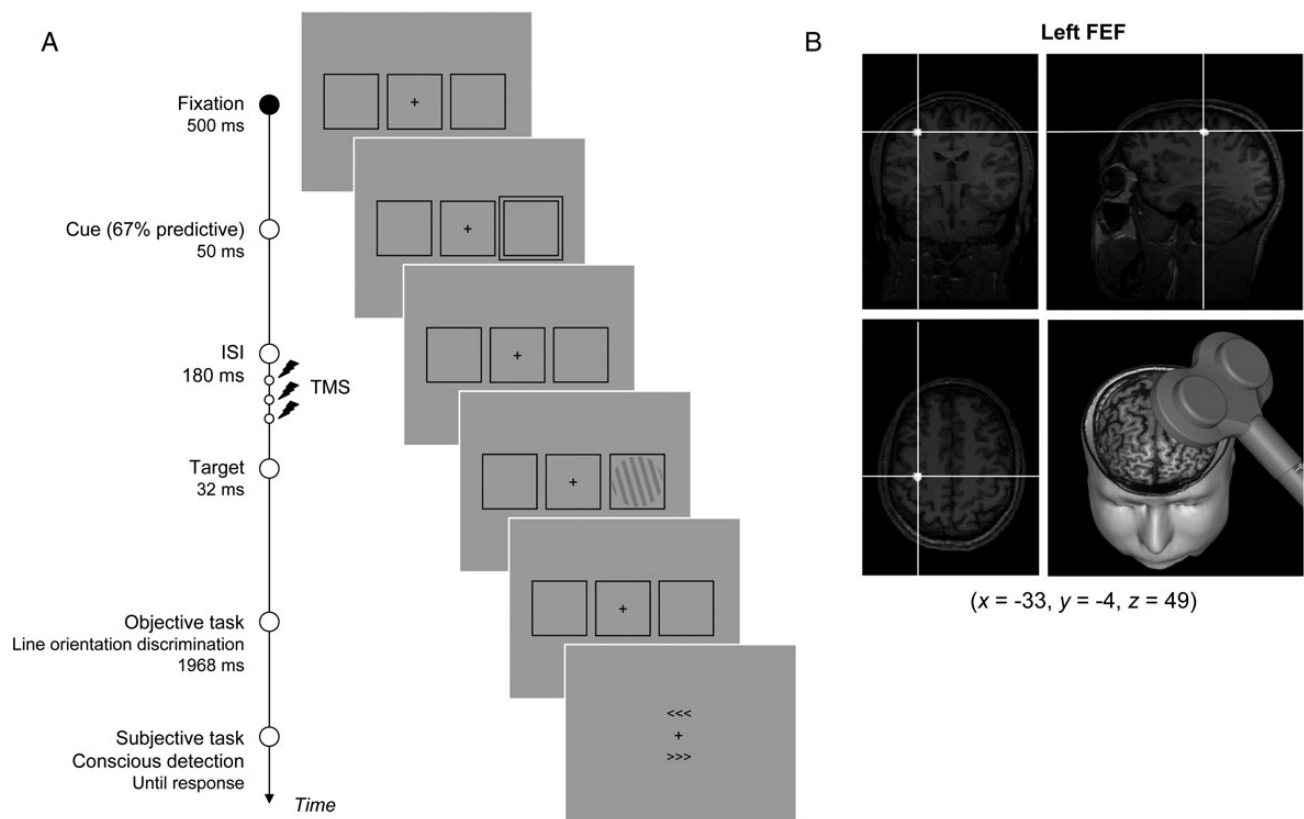 A
Fixation
500 ms
+
Cue (67% predictive)
50 ms
+
ISI
180 ms
TMS
+
Target
32 ms
+
Objective task
Line orientation discrimination
1968 ms
+
Subjective task
Conscious detection
Until response
<<<
+
>>>
Time
B
Left FEF
(x = -33, y = -4, z = 49)